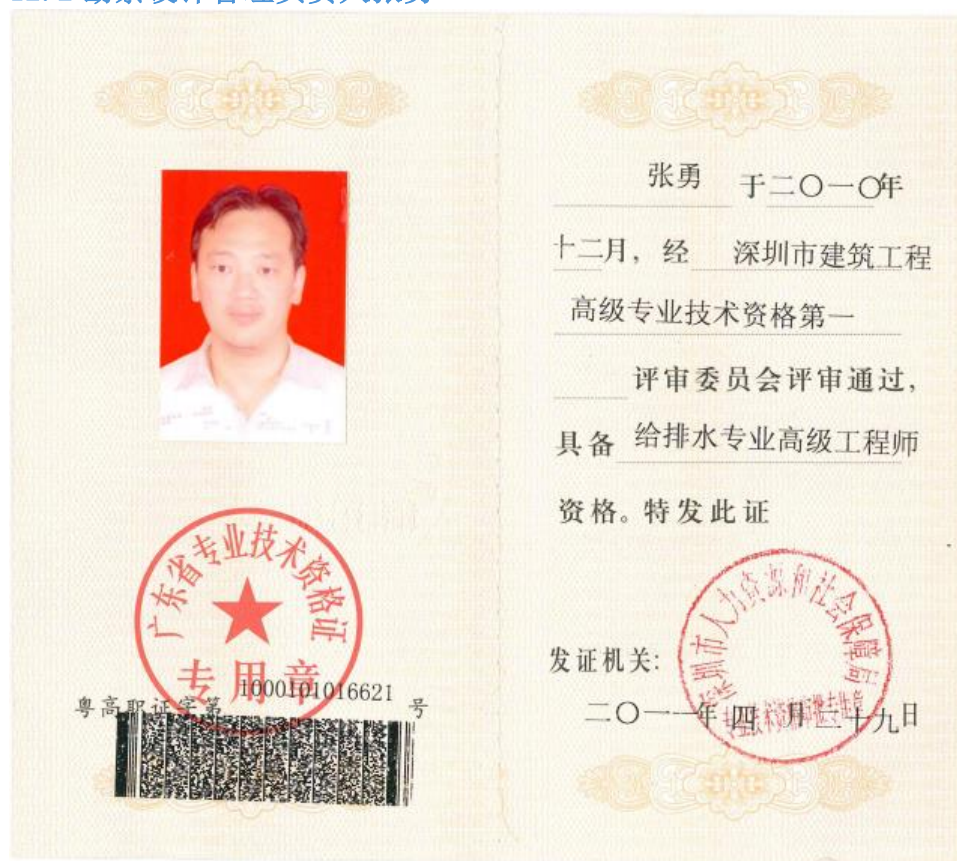 张勇 于二〇一〇年
十二月，经 深圳市建筑工程
高级专业技术资格第一
评审委员会评审通过，
具备 给排水专业高级工程师
资格。特发此证
广东省专业技术资格证
专用章
粤高职证字第 1000101016621 号
深圳市人力资源和社会保障局
发证机关：
二〇一一年 四 月二十九日